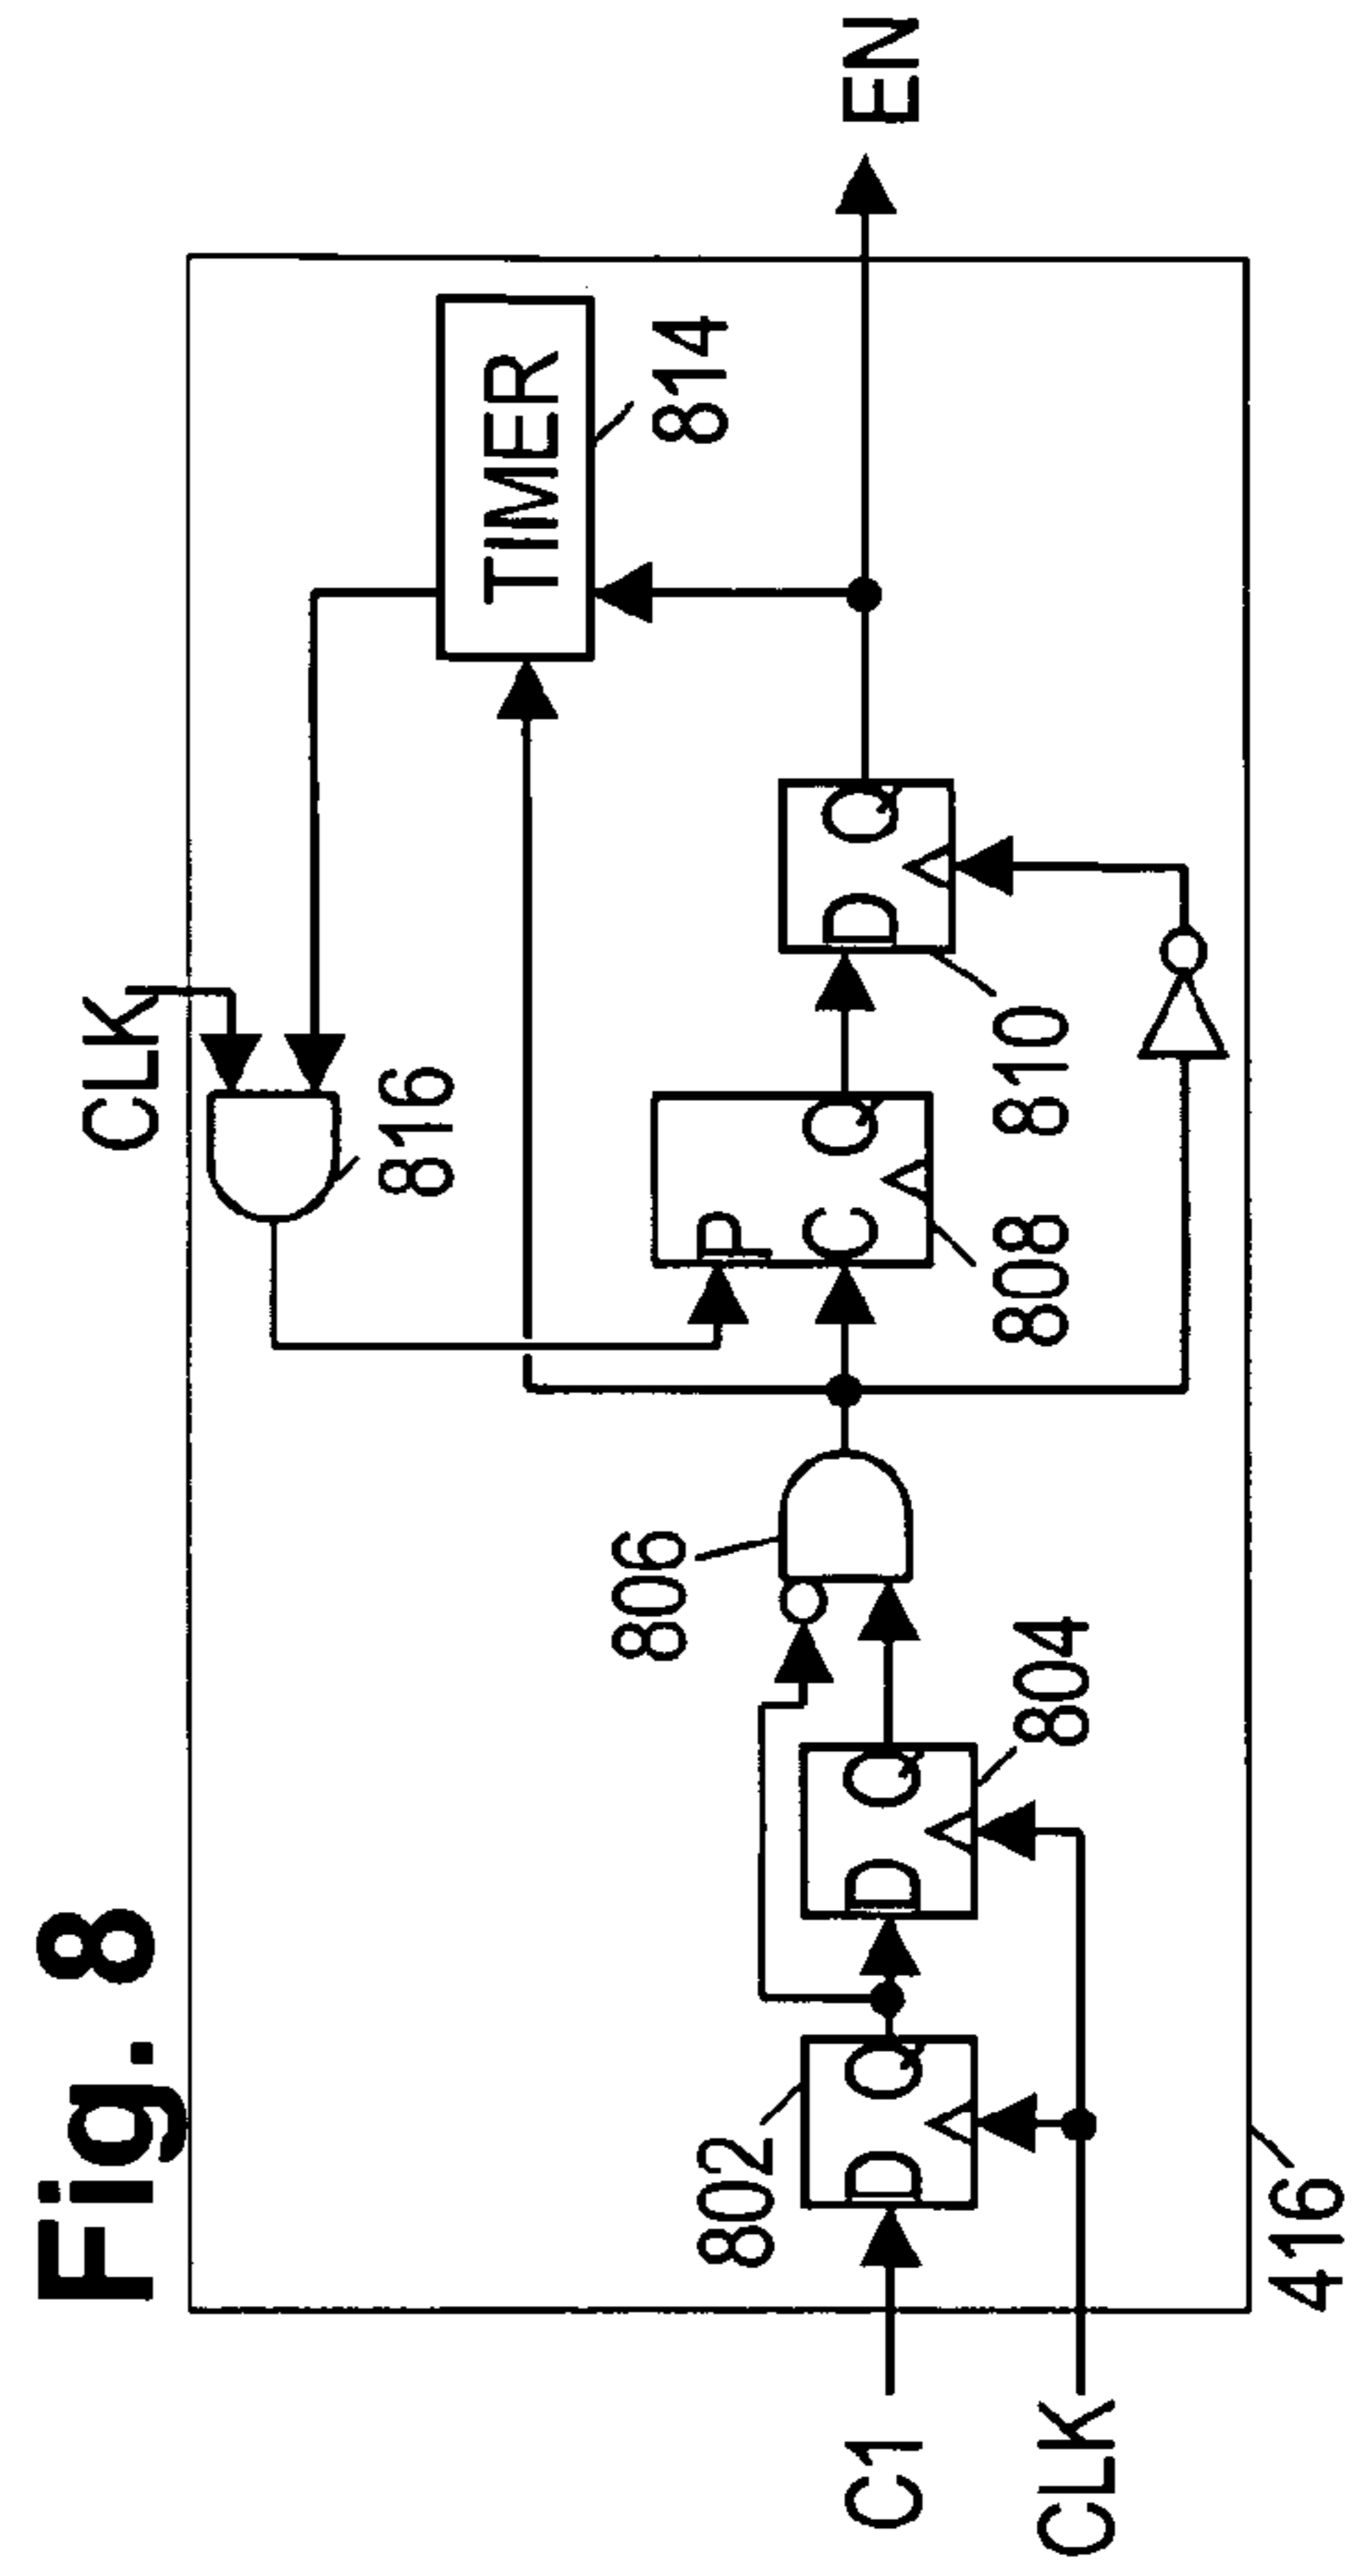 Fig. 8
CLK
816
TIMER
814
EN
806
P
C Q
808
D Q
810
802
D Q
D Q
804
C1
CLK
416